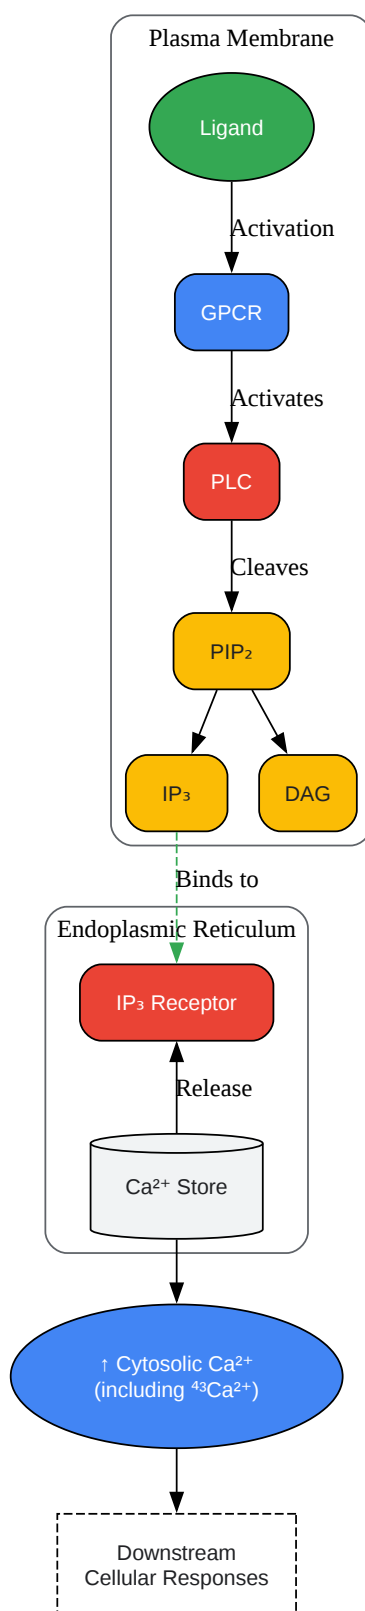 Plasma Membrane
Ligand
Activation
GPCR
Activates
PLC
Cleaves
PIP₂
IP₃
DAG
Binds to
Endoplasmic Reticulum
IP₃ Receptor
Release
Ca²⁺ Store
↑ Cytosolic Ca²⁺
(including ⁴³Ca²⁺)
Downstream
Cellular Responses